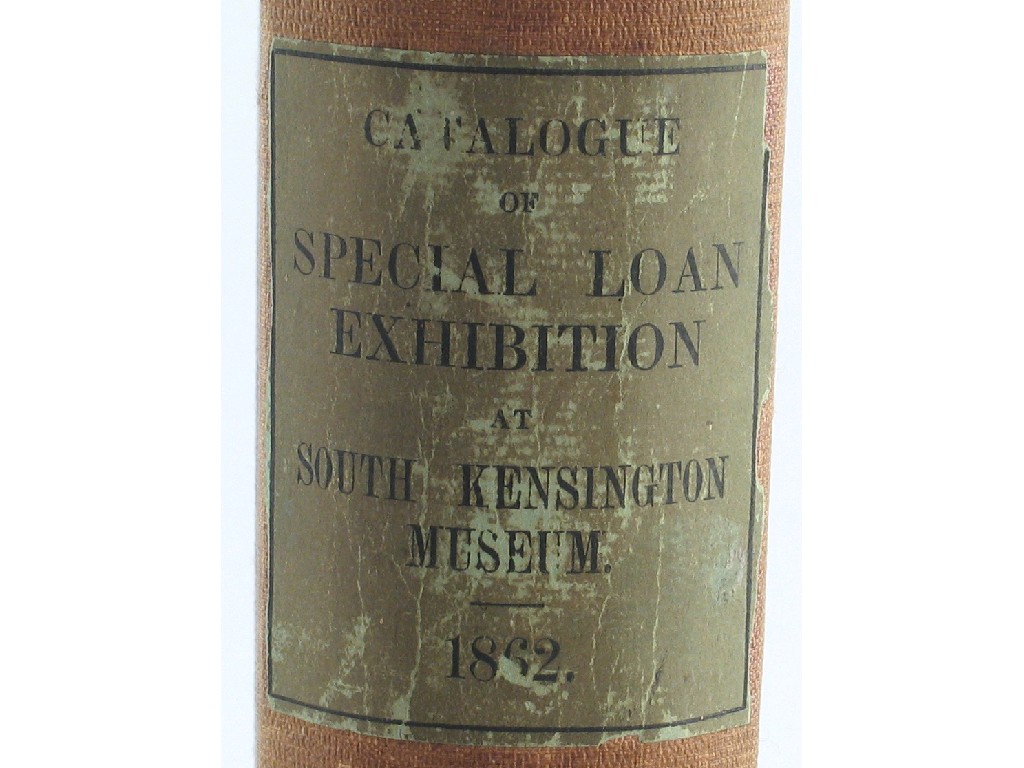 CATALOGUE
OF
SPECIAL LOAN
EXHIBITION
AT
SOUTH KENSINGTON
MUSEUM.
1862.